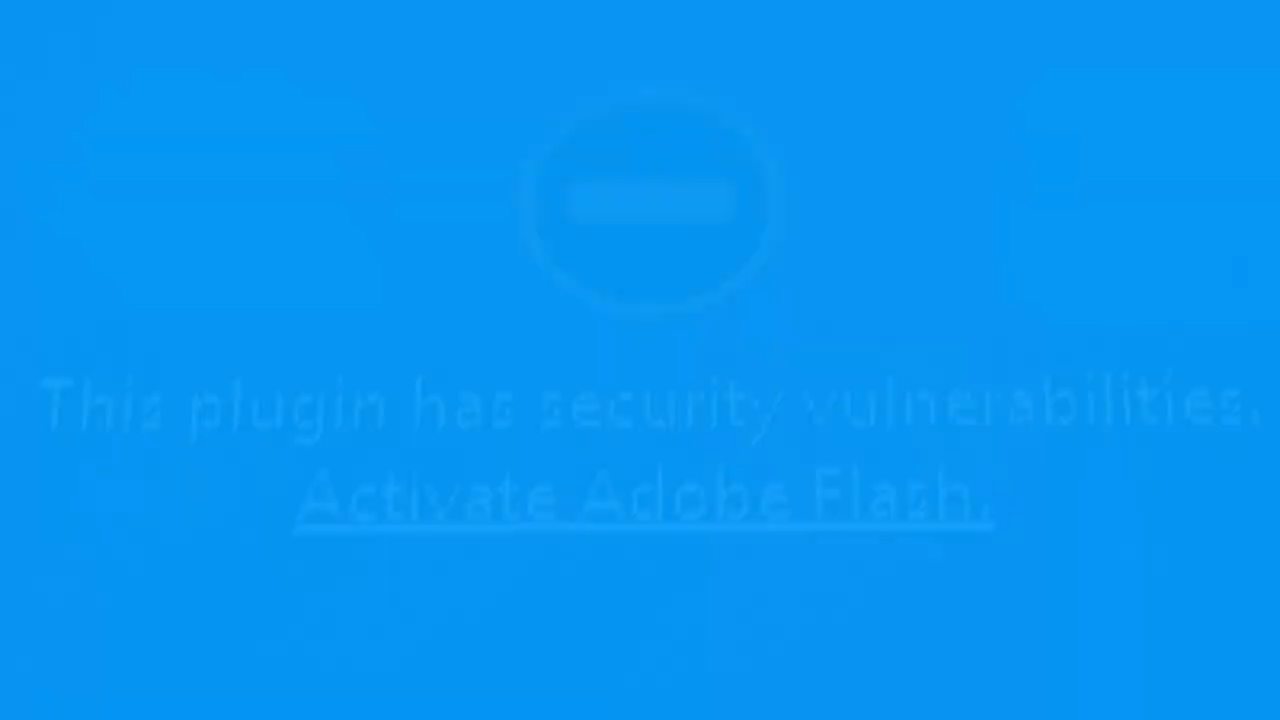 This plugin has security vulnerabilities.
Activate Adobe Flash.